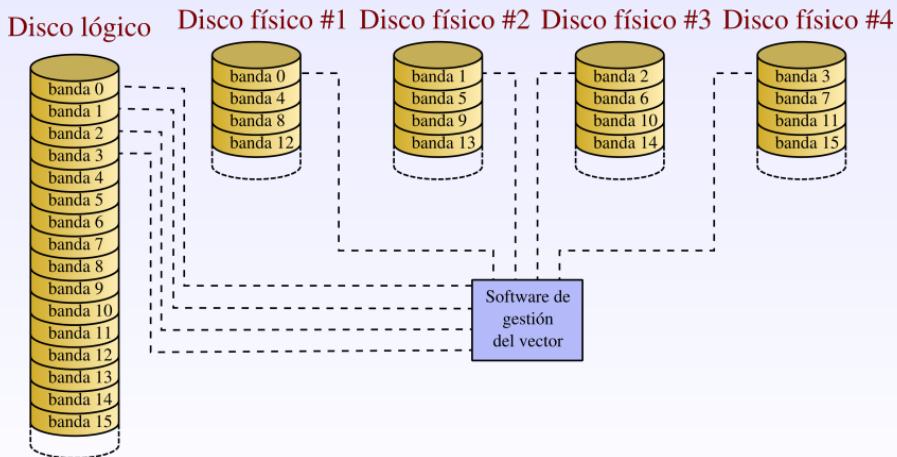 Disco lógico
Disco físico #1
Disco físico #2
Disco físico #3
Disco físico #4
banda 0
banda 1
banda 2
banda 3
banda 4
banda 5
banda 6
banda 7
banda 8
banda 9
banda 10
banda 11
banda 12
banda 13
banda 14
banda 15
banda 0
banda 4
banda 8
banda 12
banda 1
banda 5
banda 9
banda 13
banda 2
banda 6
banda 10
banda 14
banda 3
banda 7
banda 11
banda 15
Software de
gestión
del vector